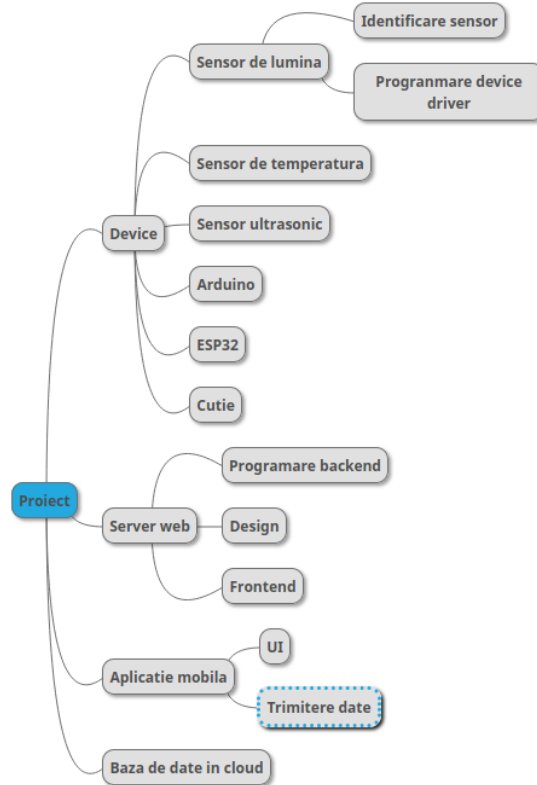 Identificare sensor
Sensor de lumina
Progranmare device
driver
Sensor de temperatura
Device
Sensor ultrasonic
Arduino
ESP32
Cutie
Proiect
Programare backend
Server web
Design
Frontend
UI
Aplicatie mobila
Trimitere date
Baza de date in cloud